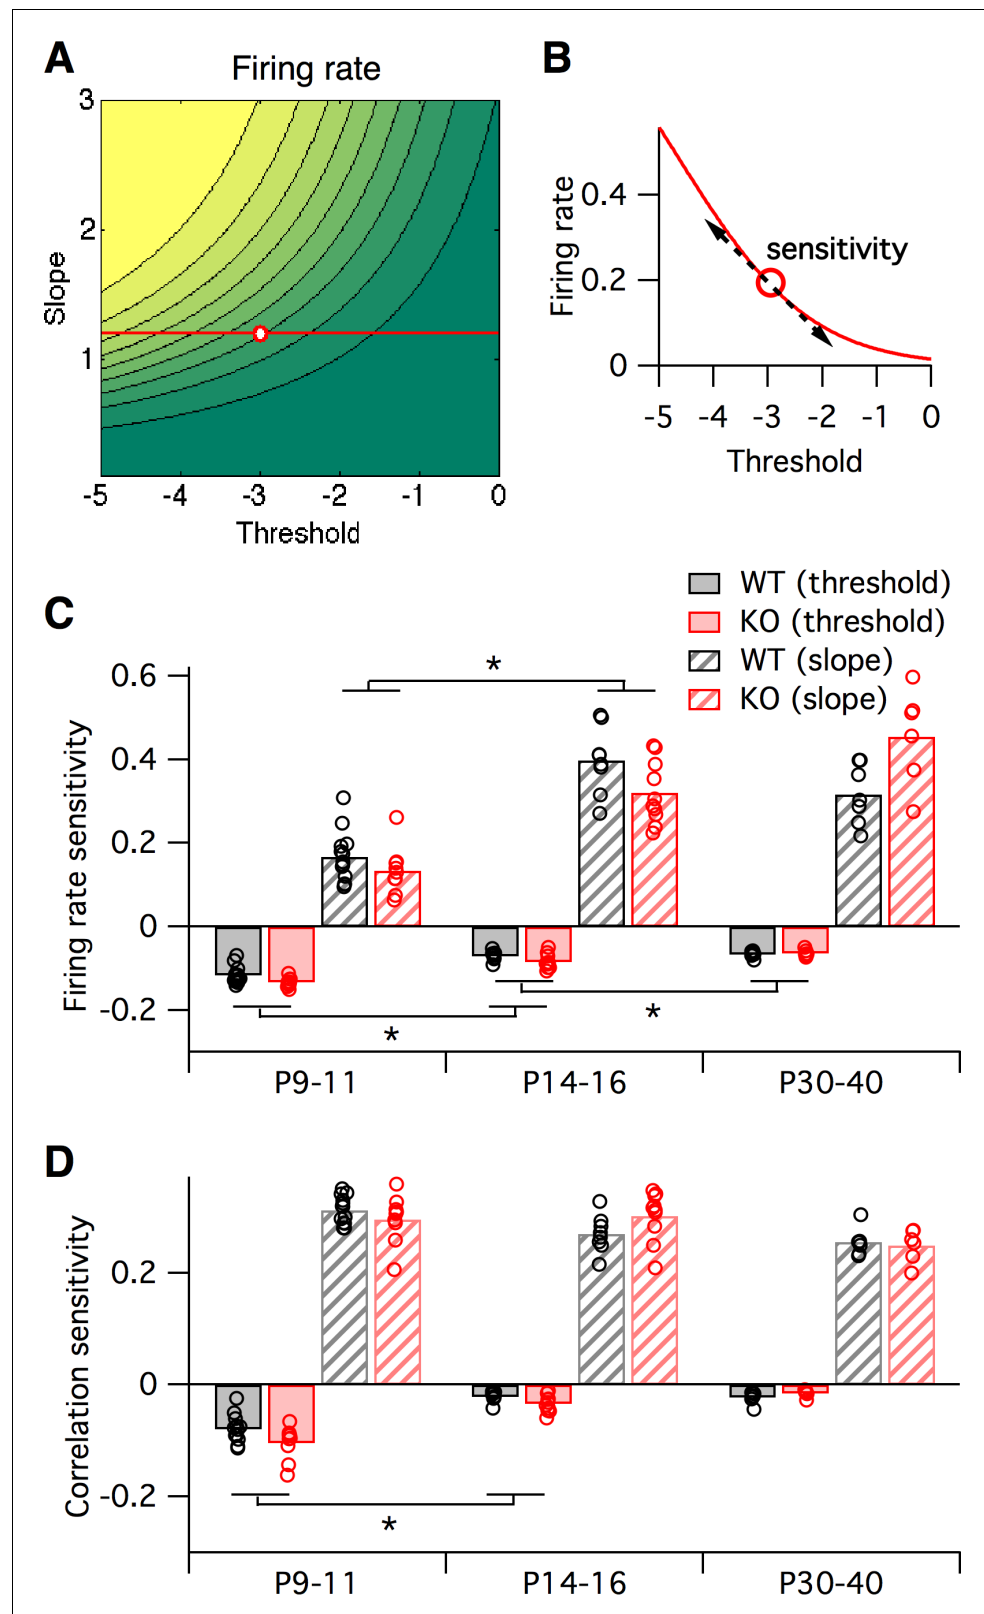 A
Firing rate
3
2
1
Slope
-5 -4 -3 -2 -1 0
Threshold
B
0.4
0.2
0
Firing rate
sensitivity
-5 -4 -3 -2 -1 0
Threshold
WT (threshold)
KO (threshold)
WT (slope)
KO (slope)
C
0.6
0.4
0.2
0
-0.2
Firing rate sensitivity
*
*
*
P9-11 P14-16 P30-40
D
0.2
0
-0.2
Correlation sensitivity
*
P9-11 P14-16 P30-40